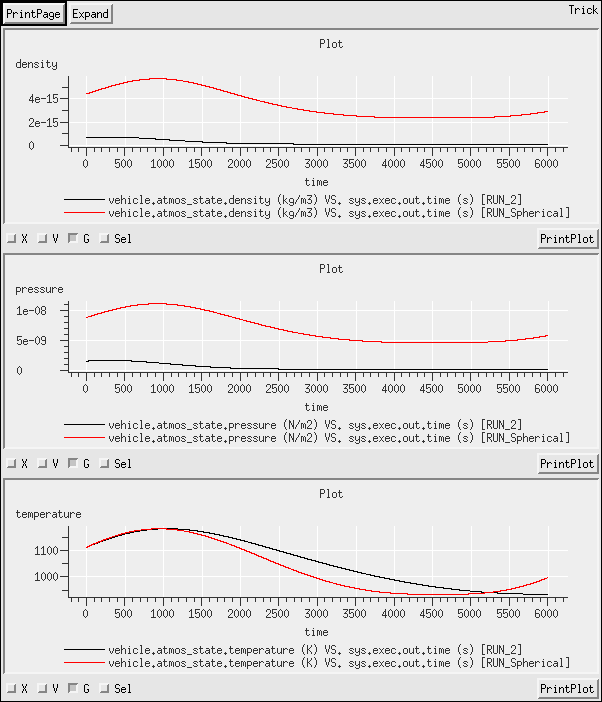 PrintPage Expand Trick
Plot
density
4e-15
2e-15
0
0 500 1000 1500 2000 2500 3000 3500 4000 4500 5000 5500 6000
time
vehicle.atmos_state.density (kg/m3) VS. sys.exec.out.time (s) [RUN_2]
vehicle.atmos_state.density (kg/m3) VS. sys.exec.out.time (s) [RUN_Spherical]
X V G Sel PrintPlot
Plot
pressure
1e-08
5e-09
0
0 500 1000 1500 2000 2500 3000 3500 4000 4500 5000 5500 6000
time
vehicle.atmos_state.pressure (N/m2) VS. sys.exec.out.time (s) [RUN_2]
vehicle.atmos_state.pressure (N/m2) VS. sys.exec.out.time (s) [RUN_Spherical]
X V G Sel PrintPlot
Plot
temperature
1100
1000
0 500 1000 1500 2000 2500 3000 3500 4000 4500 5000 5500 6000
time
vehicle.atmos_state.temperature (K) VS. sys.exec.out.time (s) [RUN_2]
vehicle.atmos_state.temperature (K) VS. sys.exec.out.time (s) [RUN_Spherical]
X V G Sel PrintPlot